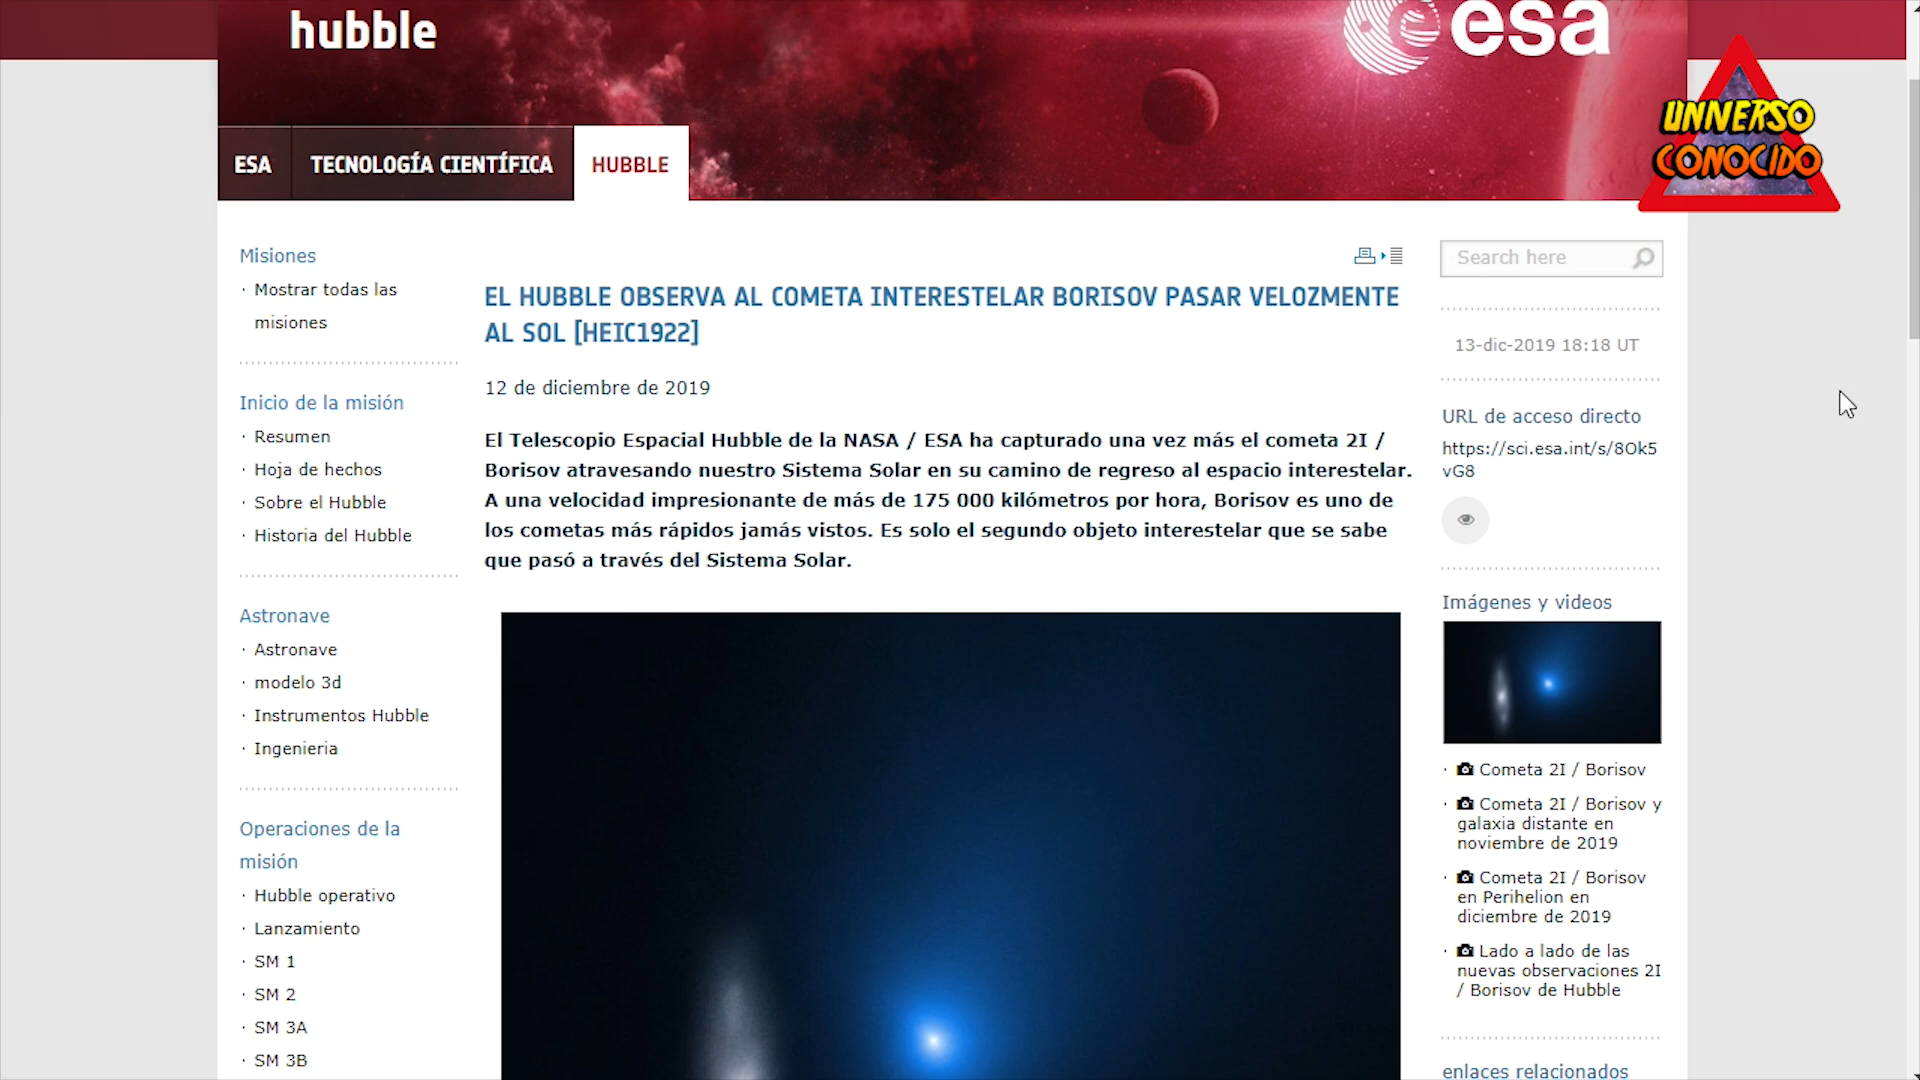 hubble
esa
UNIVERSO
CONOCIDO
ESA
TECNOLOGÍA CIENTÍFICA
HUBBLE
Misiones
· Mostrar todas las
misiones
Inicio de la misión
· Resumen
· Hoja de hechos
· Sobre el Hubble
· Historia del Hubble
Astronave
· Astronave
· modelo 3d
· Instrumentos Hubble
· Ingenieria
Operaciones de la
misión
· Hubble operativo
· Lanzamiento
· SM 1
· SM 2
· SM 3A
· SM 3B
EL HUBBLE OBSERVA AL COMETA INTERESTELAR BORISOV PASAR VELOZMENTE
AL SOL [HEIC1922]
12 de diciembre de 2019
El Telescopio Espacial Hubble de la NASA / ESA ha capturado una vez más el cometa 2I /
Borisov atravesando nuestro Sistema Solar en su camino de regreso al espacio interestelar.
A una velocidad impresionante de más de 175 000 kilómetros por hora, Borisov es uno de
los cometas más rápidos jamás vistos. Es solo el segundo objeto interestelar que se sabe
que pasó a través del Sistema Solar.
Search here
13-dic-2019 18:18 UT
URL de acceso directo
https://sci.esa.int/s/8Ok5
vG8
Imágenes y videos
· Cometa 2I / Borisov
· Cometa 2I / Borisov y
galaxia distante en
noviembre de 2019
· Cometa 2I / Borisov
en Perihelion en
diciembre de 2019
· Lado a lado de las
nuevas observaciones 2I
/ Borisov de Hubble
enlaces relacionados